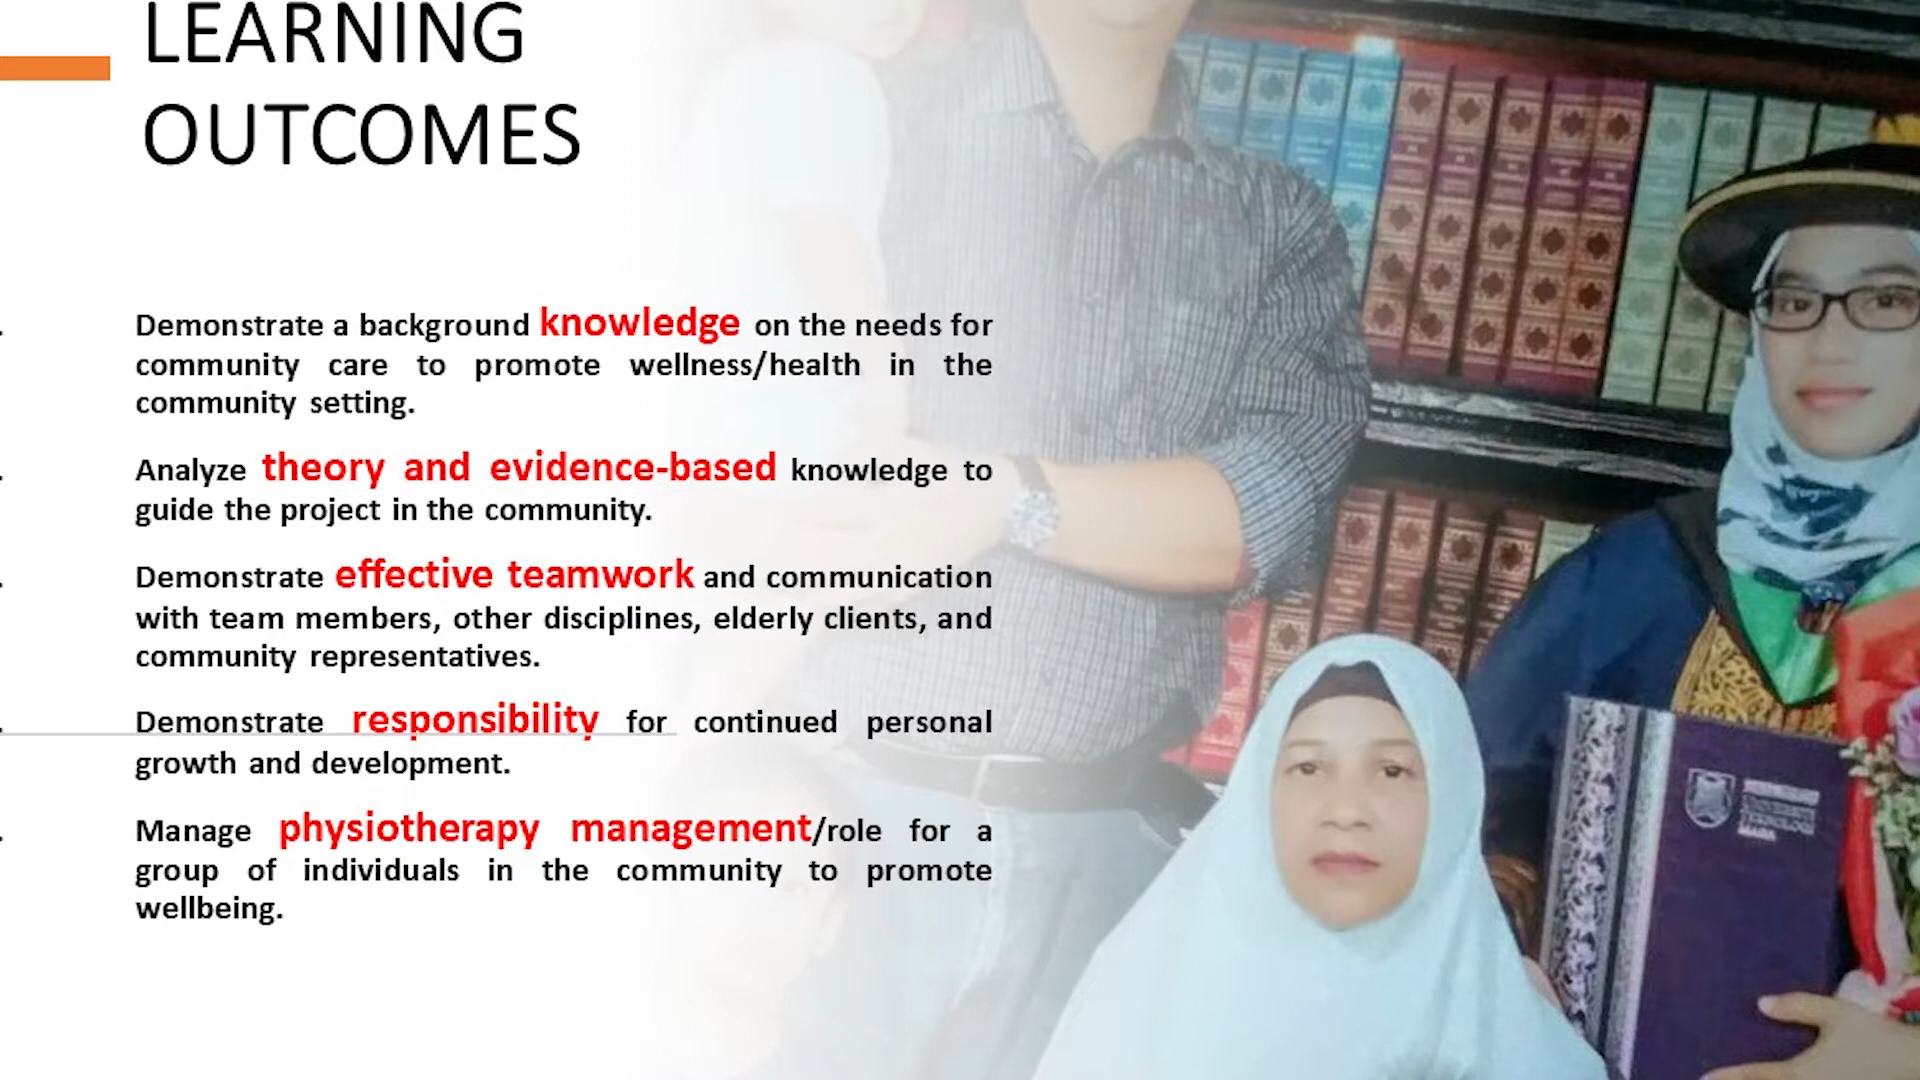 LEARNING
OUTCOMES
. Demonstrate a background knowledge on the needs for
community care to promote wellness/health in the
community setting.
. Analyze theory and evidence-based knowledge to
guide the project in the community.
. Demonstrate effective teamwork and communication
with team members, other disciplines, elderly clients, and
community representatives.
. Demonstrate responsibility for continued personal
growth and development.
. Manage physiotherapy management/role for a
group of individuals in the community to promote
wellbeing.